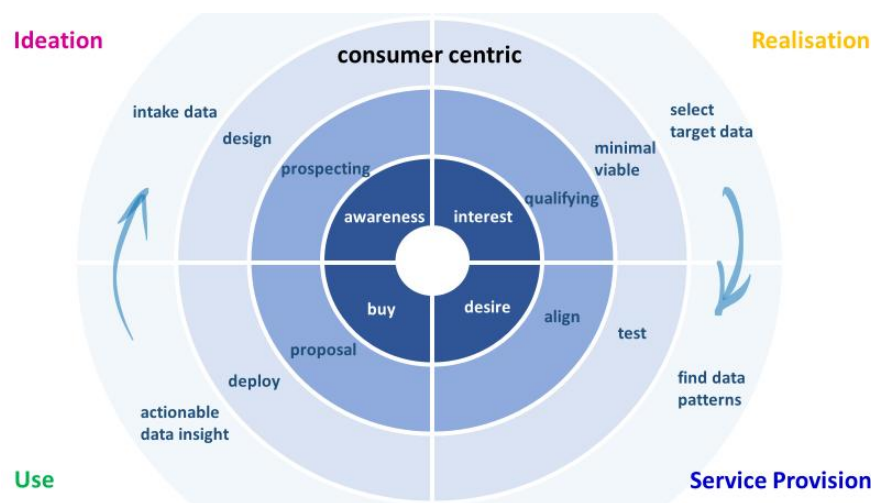 Ideation
Realisation
consumer centric
intake data
select
target data
design
minimal
viable
prospecting
qualifying
awareness
interest
buy
desire
align
test
proposal
deploy
find data
patterns
actionable
data insight
Use
Service Provision